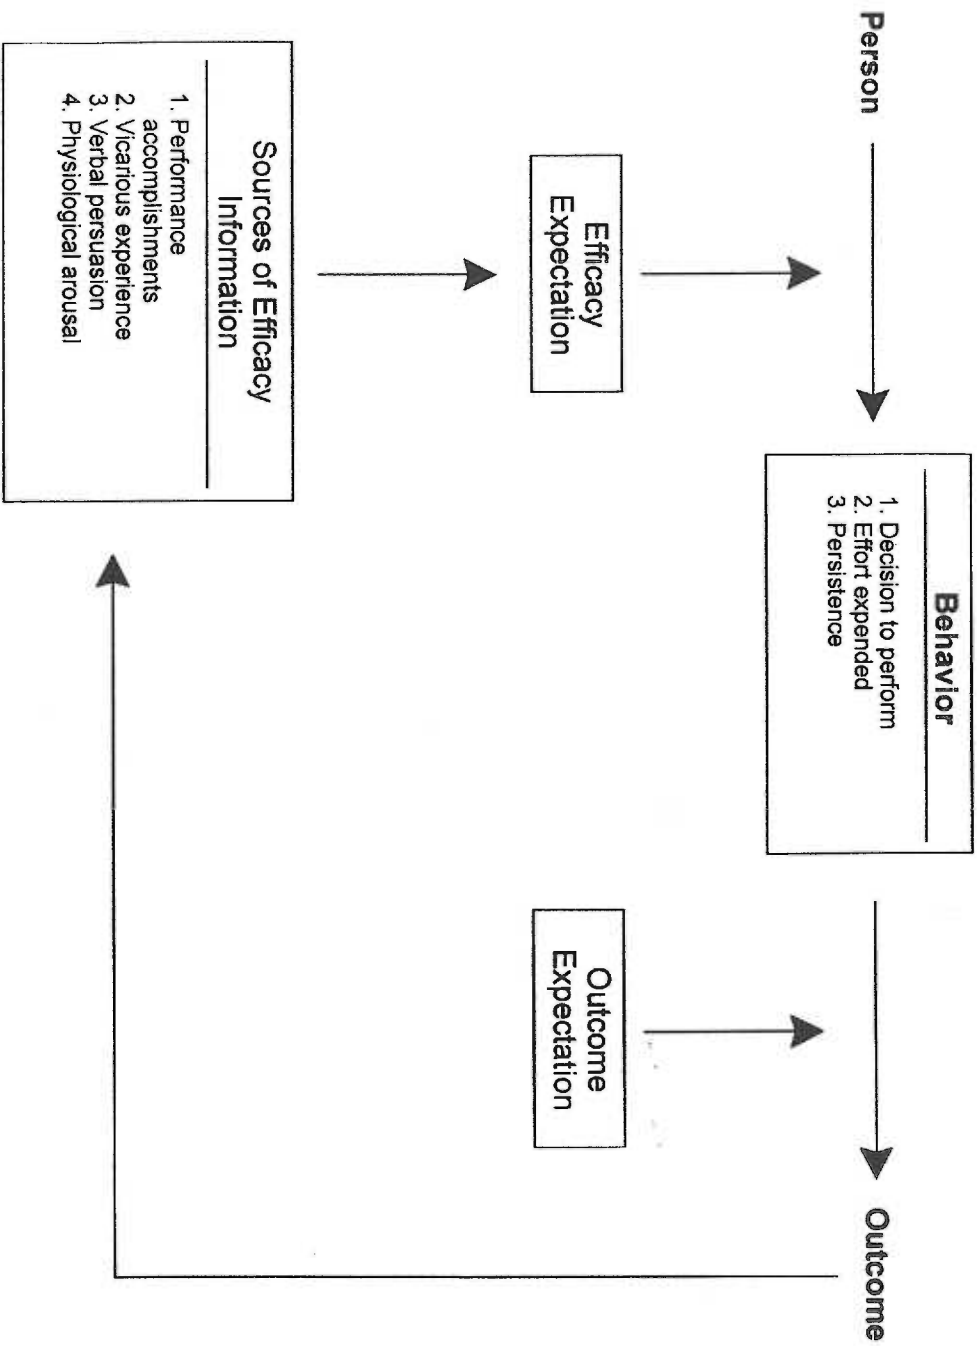 Person
Behavior
1. Decision to perform
2. Effort expended
3. Persistence
Outcome
Efficacy
Expectation
Outcome
Expectation
Sources of Efficacy
Information
1. Performance
accomplishments
2. Vicarious experience
3. Verbal persuasion
4. Physiological arousal